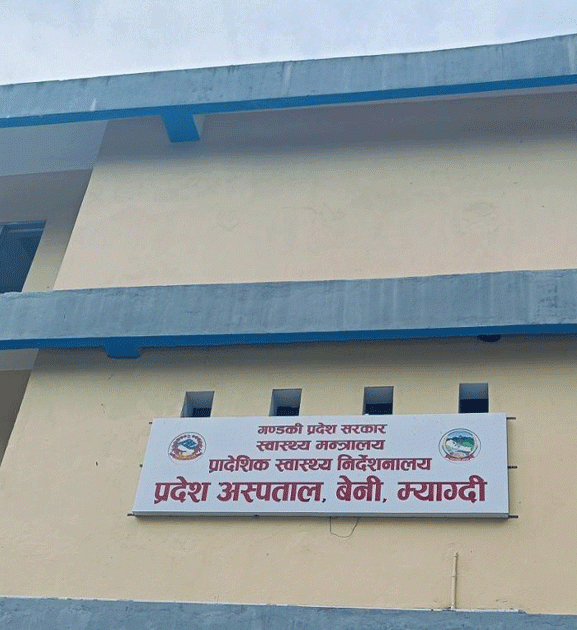 गण्डकी प्रदेश सरकार
स्वास्थ्य मन्त्रालय
प्रादेशिक स्वास्थ्य निर्देशनालय
प्रदेश अस्पताल, बेनी, म्याग्दी